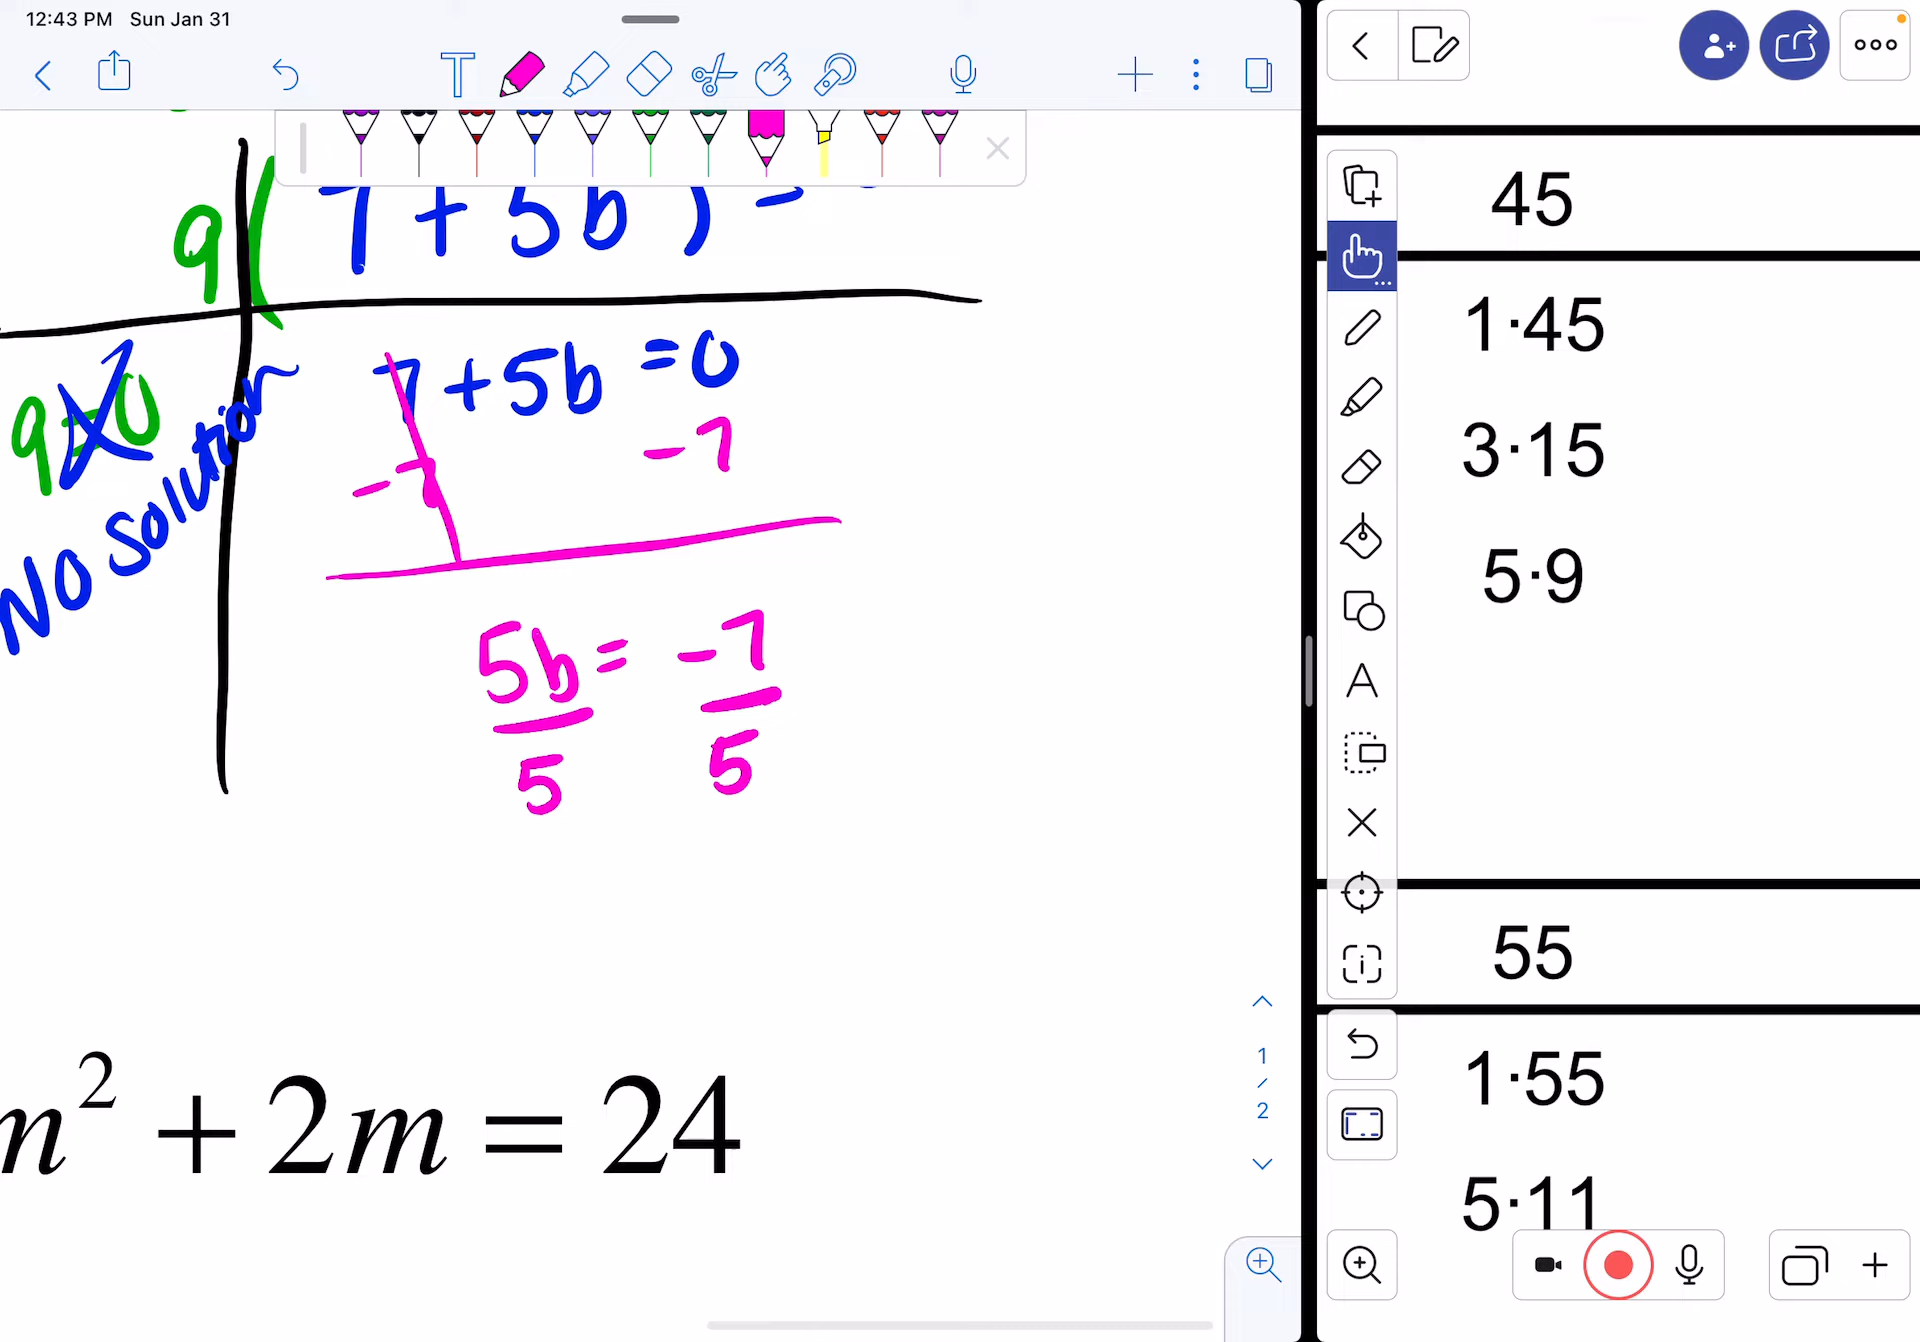 12:43 PM Sun Jan 31
9(7+5b)=
9=0
No solution
7+5b=0
-7 -7
5b = -7
5 5
m² + 2m = 24
1
/
2
45
1·45
3·15
5·9
55
1·55
5·11